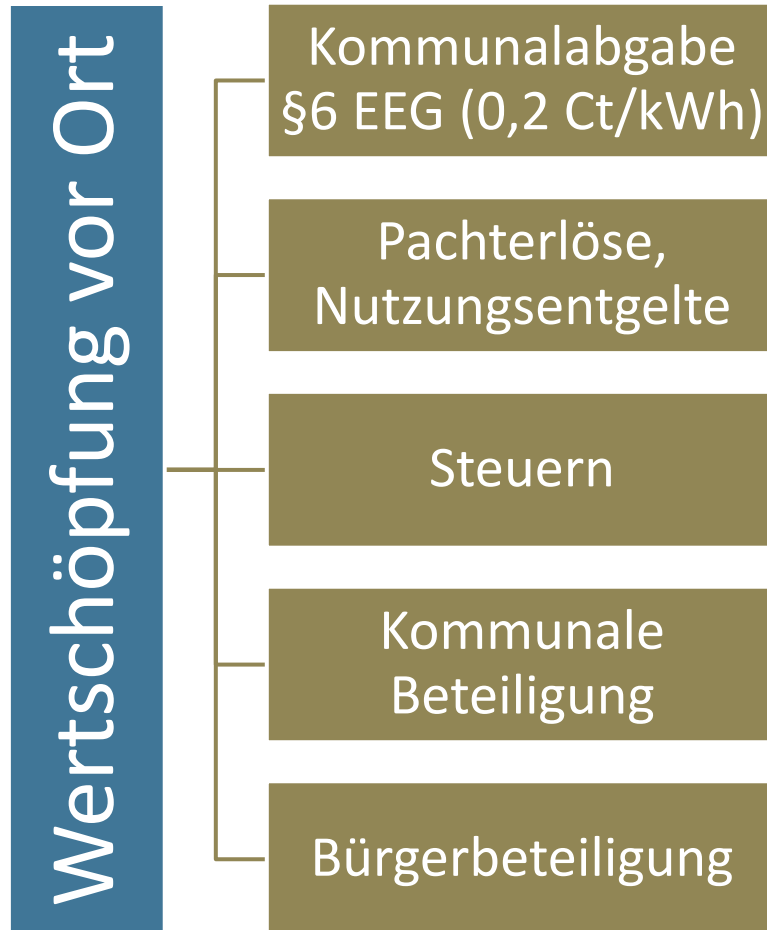 Wertschöpfung vor Ort
Kommunalabgabe
§6 EEG (0,2 Ct/kWh)
Pachterlöse,
Nutzungsentgelte
Steuern
Kommunale
Beteiligung
Bürgerbeteiligung